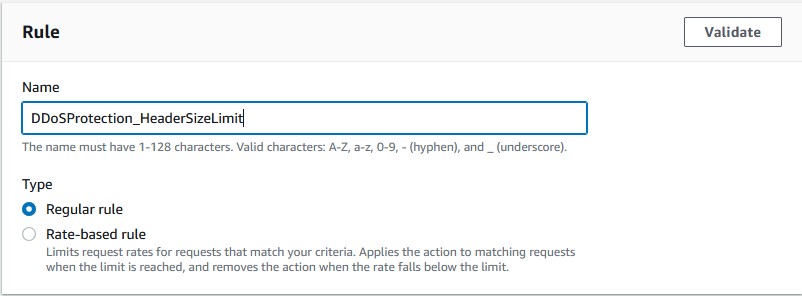 Rule
Validate
Name
DDoSProtection_HeaderSizeLimit
The name must have 1-128 characters. Valid characters: A-Z, a-z, 0-9, - (hyphen), and _ (underscore).
Type
Regular rule
Rate-based rule
Limits request rates for requests that match your criteria. Applies the action to matching requests
when the limit is reached, and removes the action when the rate falls below the limit.